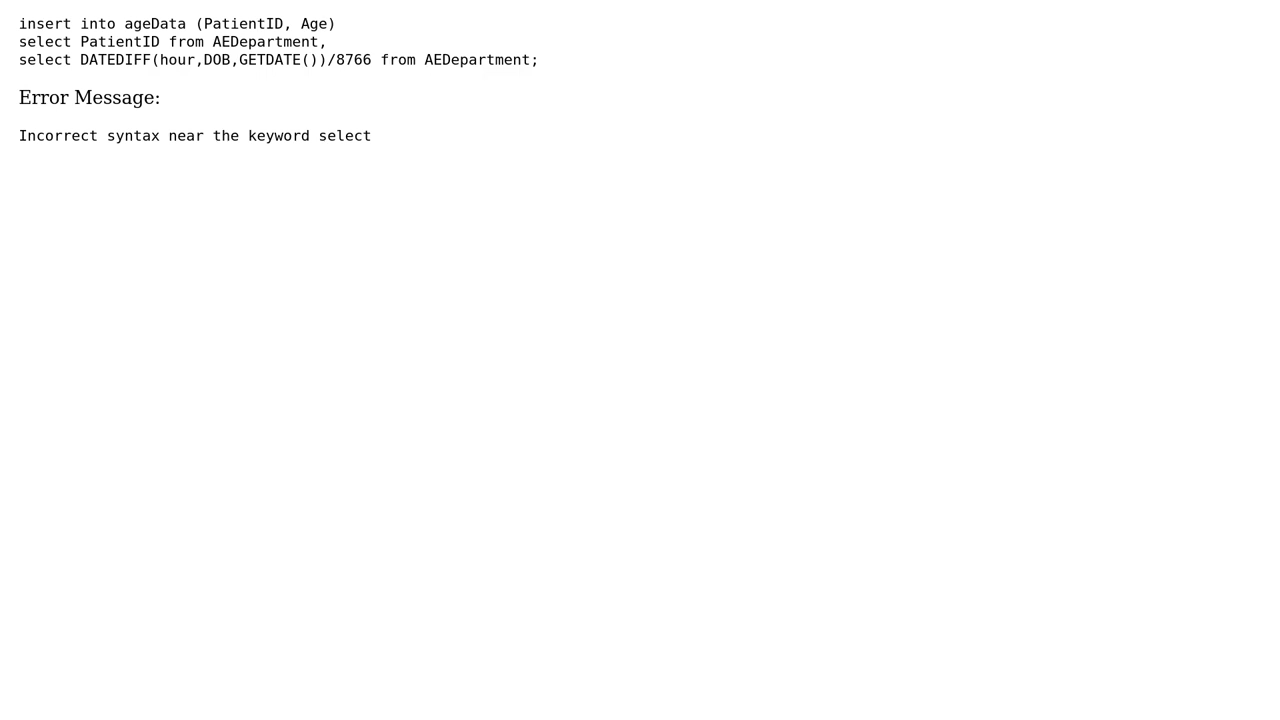 insert into ageData (PatientID, Age)
select PatientID from AEDepartment,
select DATEDIFF(hour,DOB,GETDATE())/8766 from AEDepartment;
Error Message:
Incorrect syntax near the keyword select